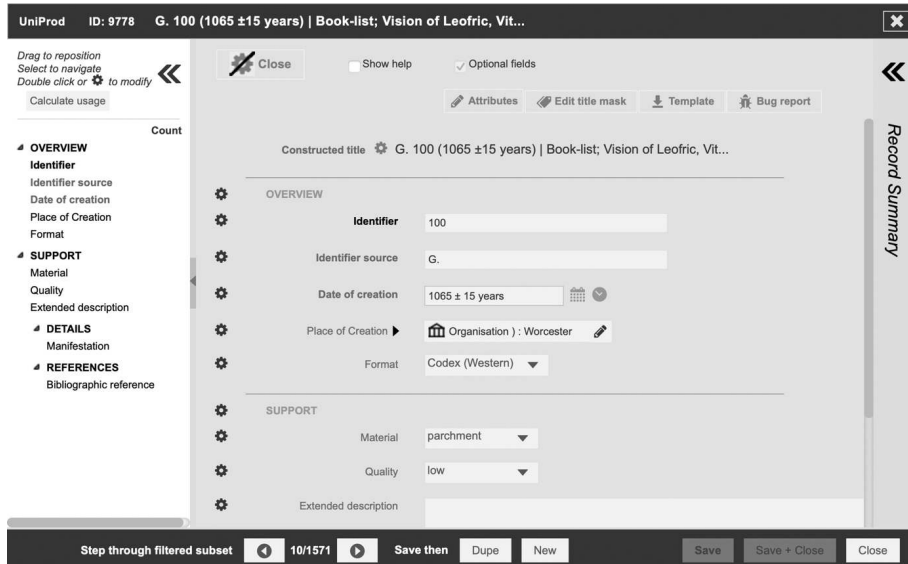 UniProd ID: 9778 G. 100 (1065 ±15 years) | Book-list; Vision of Leofric, Vit...
Drag to reposition
Select to navigate
Double click or to modify
Calculate usage
Count
OVERVIEW
Identifier
Identifier source
Date of creation
Place of Creation
Format
SUPPORT
Material
Quality
Extended description
DETAILS
Manifestation
REFERENCES
Bibliographic reference
Close Show help Optional fields
Attributes Edit title mask Template Bug report
Constructed title G. 100 (1065 ±15 years) | Book-list; Vision of Leofric, Vit...
OVERVIEW
Identifier 100
Identifier source G.
Date of creation 1065 ± 15 years
Place of Creation Organisation ) : Worcester
Format Codex (Western)
SUPPORT
Material parchment
Quality low
Extended description
Record Summary
Step through filtered subset 10/1571 Save then Dupe New Save Save + Close Close